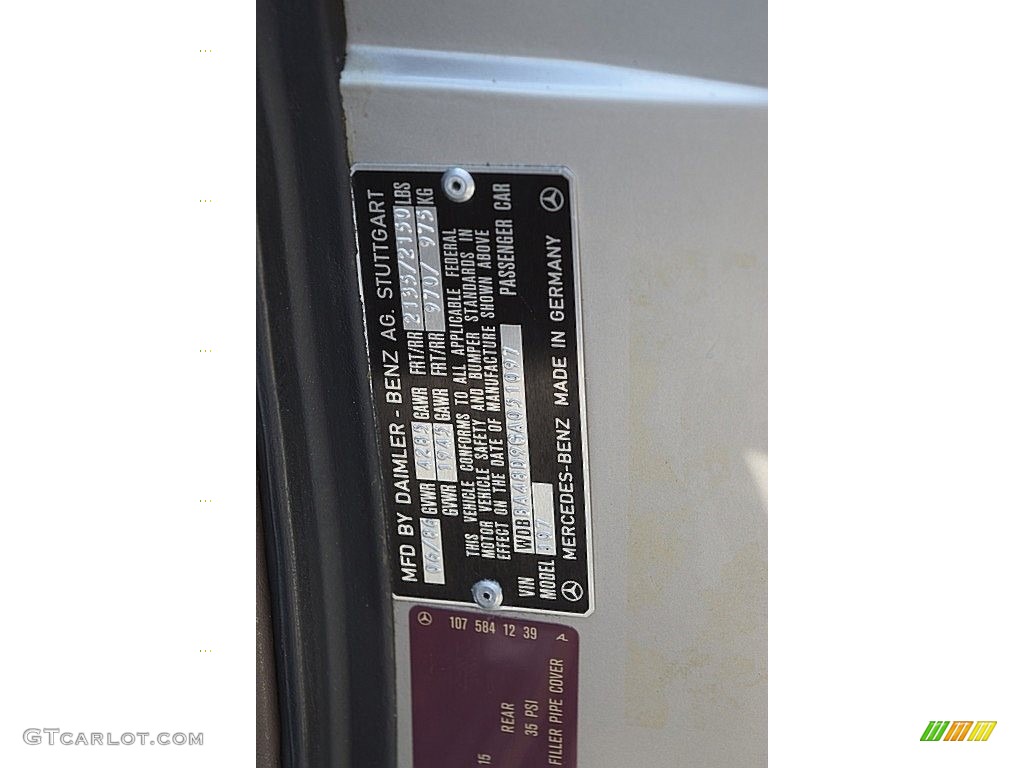 MFD BY DAIMLER - BENZ AG. STUTTGART
06/86 GVWR 4285 GAWR FRT/RR 2135/2150 LBS
GVWR 1945 GAWR FRT/RR 970/ 975 KG
THIS VEHICLE CONFORMS TO ALL APPLICABLE FEDERAL
MOTOR VEHICLE SAFETY AND BUMPER STANDARDS IN
EFFECT ON THE DATE OF MANUFACTURE SHOWN ABOVE
VIN WDBBA48D9GA051097 PASSENGER CAR
MODEL 107
MERCEDES-BENZ MADE IN GERMANY
107 584 12 39 A
15
REAR
35 PSI
FILLER PIPE COVER
GTCARLOT.COM